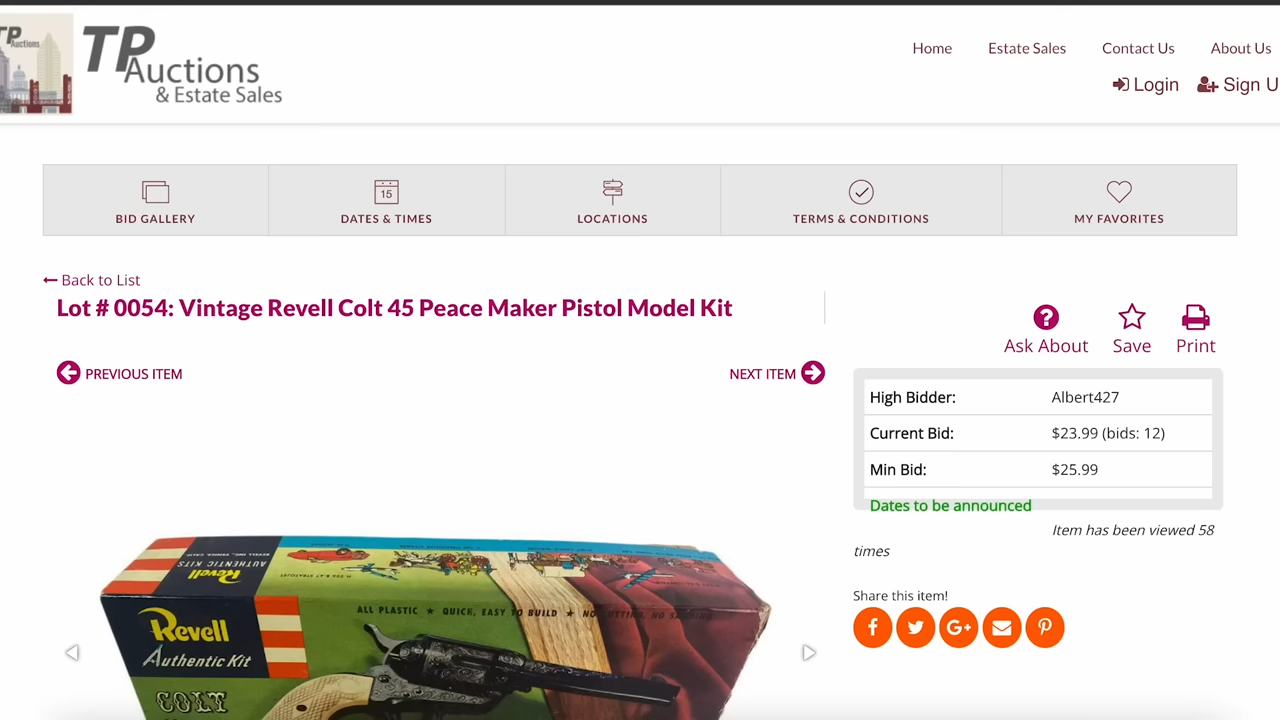 TP Auctions
TP
Auctions
& Estate Sales
Home Estate Sales Contact Us About Us
Login Sign U
15
BID GALLERY DATES & TIMES LOCATIONS TERMS & CONDITIONS MY FAVORITES
Back to List
Lot # 0054: Vintage Revell Colt 45 Peace Maker Pistol Model Kit
Ask About Save Print
PREVIOUS ITEM NEXT ITEM
High Bidder: Albert427
Current Bid: $23.99 (bids: 12)
Min Bid: $25.99
Dates to be announced
Item has been viewed 58
times
Share this item!
AUTHENTIC KITS
Revell
ALL PLASTIC ★ QUICK, EASY TO BUILD ★ NO CUTTING, NO
Revell
Authentic Kit
COLT